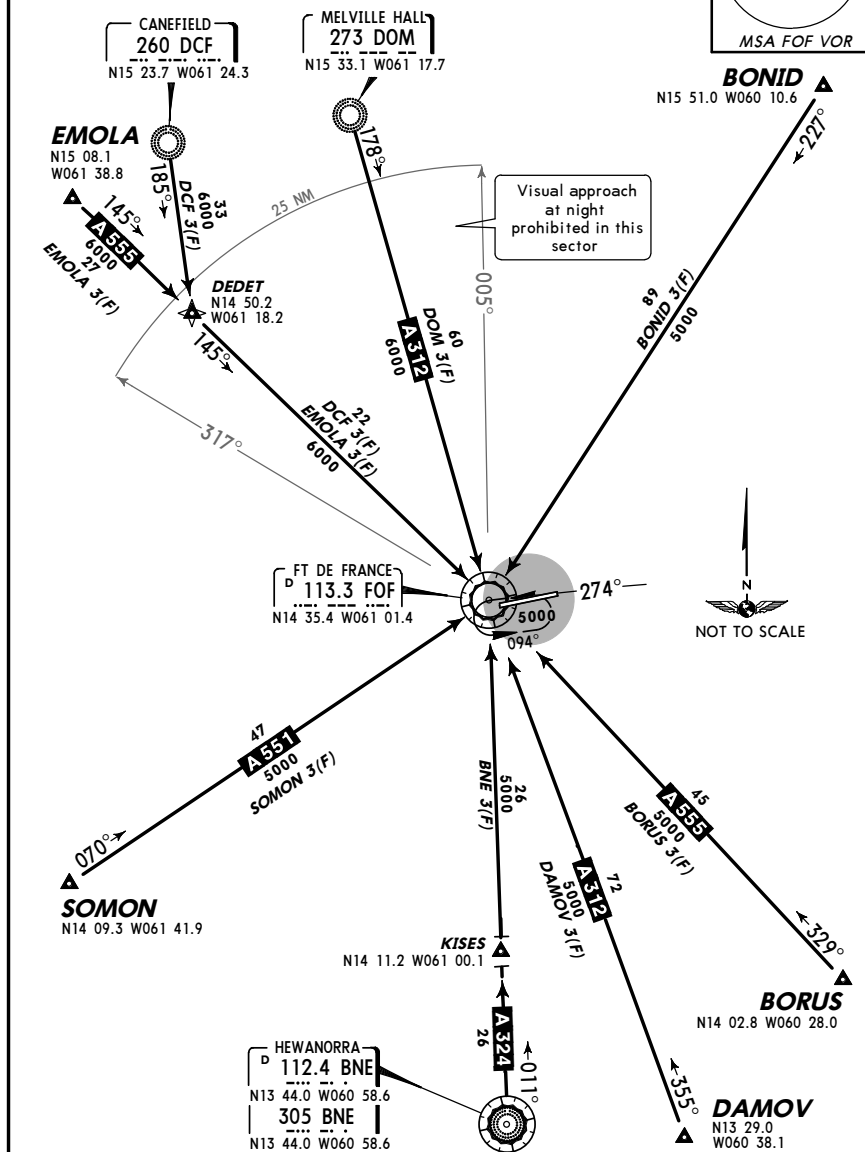 CANEFIELD
260 DCF
N15 23.7 W061 24.3
MELVILLE HALL
273 DOM
N15 33.1 W061 17.7
MSA FOF VOR
BONID
N15 51.0 W060 10.6
227°
EMOLA
N15 08.1
W061 38.8
145°
A 555
6000
27
EMOLA 3(F)
185°
33
6000
DCF 3(F)
178°
25 NM
Visual approach
at night
prohibited in this
sector
005°
DEDET
N14 50.2
W061 18.2
145°
60
DOM 3(F)
A 312
6000
89
BONID 3(F)
5000
22
DCF 3(F)
EMOLA 3(F)
6000
317°
FT DE FRANCE
D 113.3 FOF
N14 35.4 W061 01.4
274°
5000
094°
N
NOT TO SCALE
47
A 551
5000
SOMON 3(F)
070°
SOMON
N14 09.3 W061 41.9
26
5000
BNE 3(F)
72
A 312
5000
DAMOV 3(F)
45
A 555
5000
BORUS 3(F)
329°
BORUS
N14 02.8 W060 28.0
KISES
N14 11.2 W061 00.1
A 324
26
011°
HEWANORRA
D 112.4 BNE
N13 44.0 W060 58.6
305 BNE
N13 44.0 W060 58.6
355°
DAMOV
N13 29.0
W060 38.1